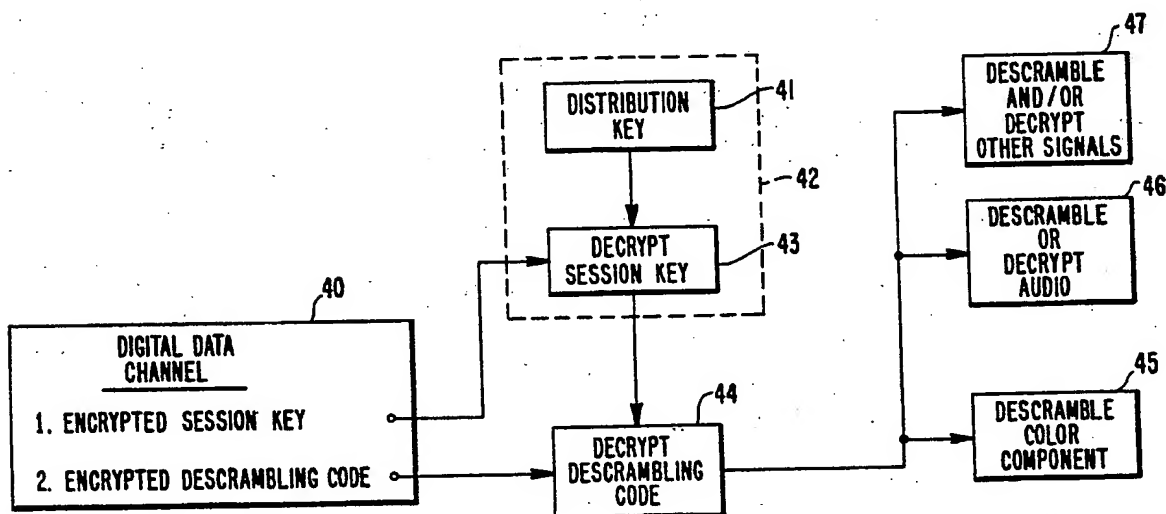 47
DESCRAMBLE
AND/OR
DECRYPT
OTHER SIGNALS
41
DISTRIBUTION
KEY
42
46
DESCRAMBLE
OR
DECRYPT
AUDIO
43
DECRYPT
SESSION KEY
40
DIGITAL DATA
CHANNEL
1. ENCRYPTED SESSION KEY
2. ENCRYPTED DESCRAMBLING CODE
44
DECRYPT
DESCRAMBLING
CODE
45
DESCRAMBLE
COLOR
COMPONENT